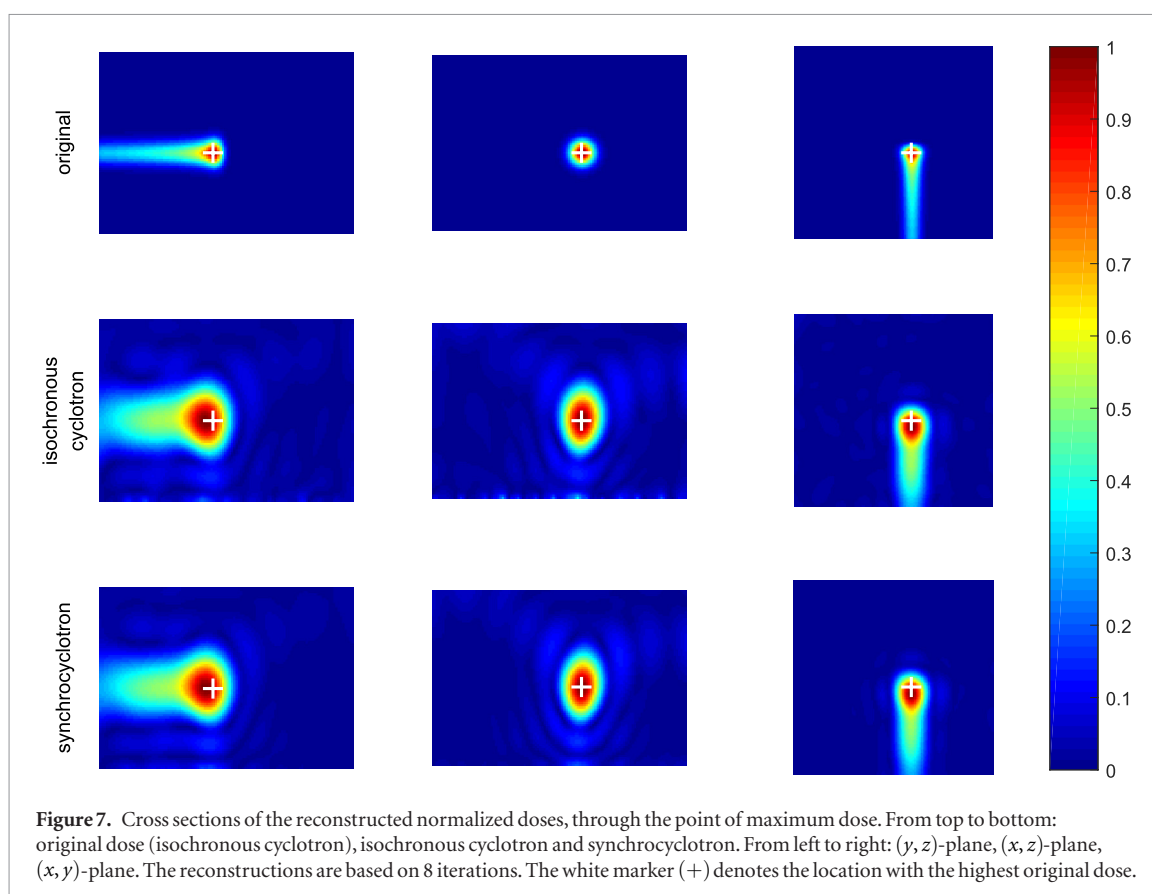 original
isochronous
cyclotron
synchrocyclotron
1
0.9
0.8
0.7
0.6
0.5
0.4
0.3
0.2
0.1
0
Figure 7. Cross sections of the reconstructed normalized doses, through the point of maximum dose. From top to bottom:
original dose (isochronous cyclotron), isochronous cyclotron and synchrocyclotron. From left to right: (y, z)-plane, (x, z)-plane,
(x, y)-plane. The reconstructions are based on 8 iterations. The white marker (+) denotes the location with the highest original dose.